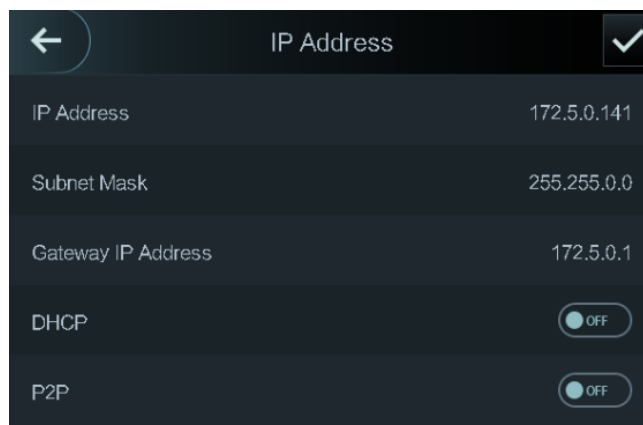 IP Address
IP Address 172.5.0.141
Subnet Mask 255.255.0.0
Gateway IP Address 172.5.0.1
DHCP OFF
P2P OFF